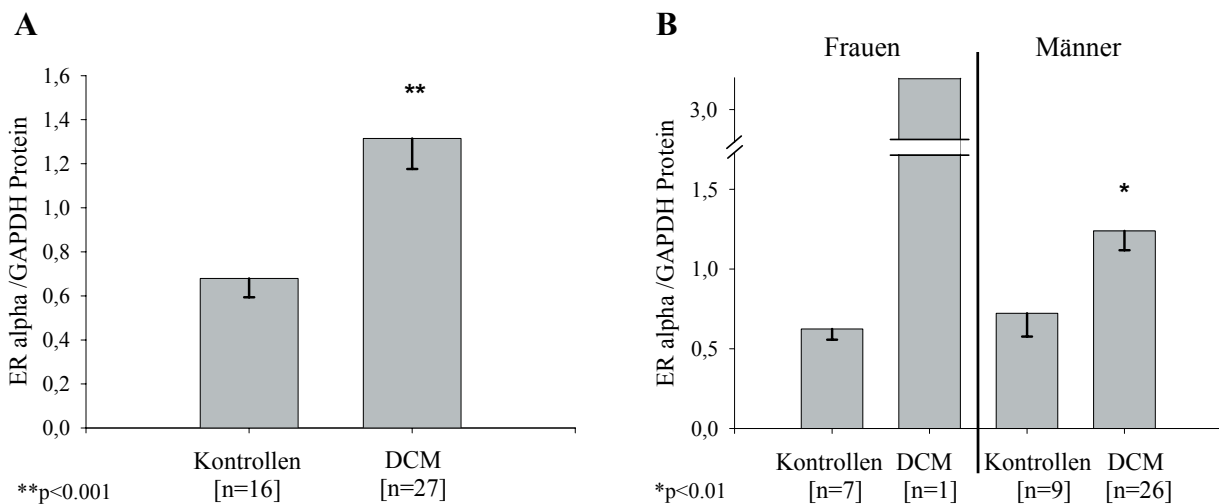 A
ER alpha /GAPDH Protein
1,6
1,4
1,2
1,0
0,8
0,6
0,4
0,2
0,0
**
Kontrollen
[n=16]
DCM
[n=27]
**p<0.001
B
Frauen
Männer
ER alpha /GAPDH Protein
3,0
1,5
1,0
0,5
0,0
*
Kontrollen
[n=7]
DCM
[n=1]
Kontrollen
[n=9]
DCM
[n=26]
*p<0.01